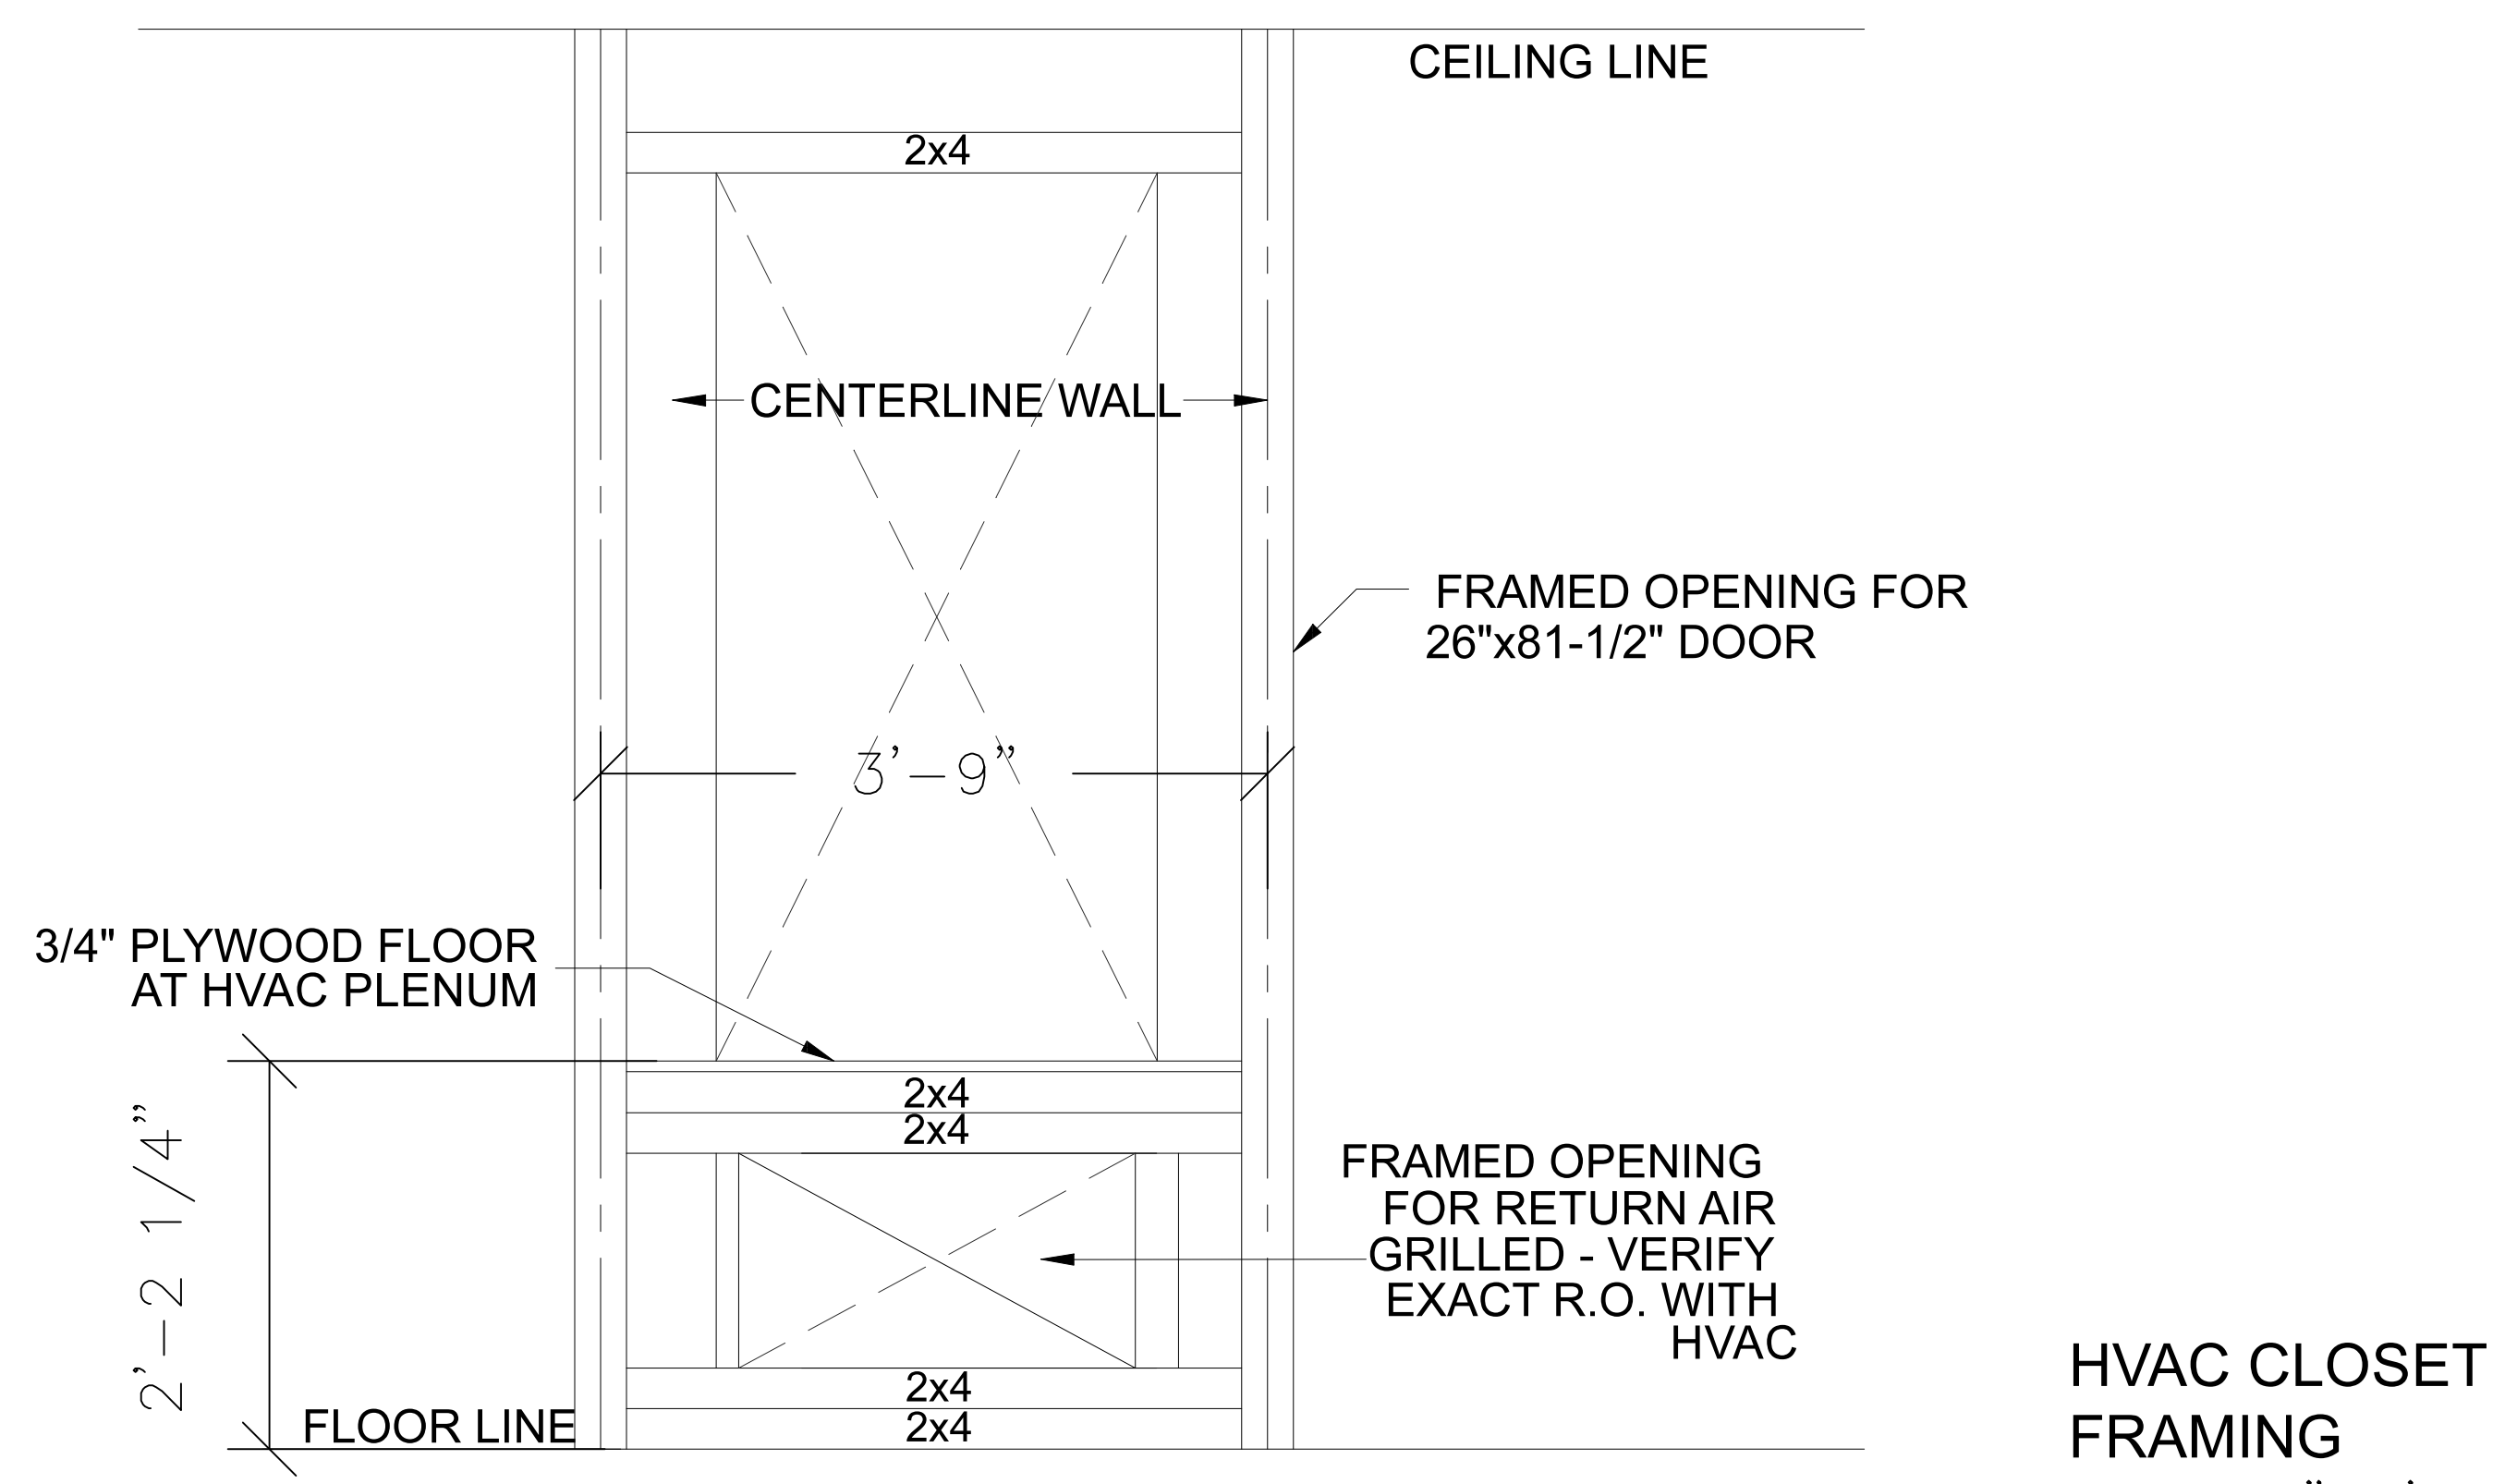 CEILING LINE
2x4
CENTERLINE WALL
FRAMED OPENING FOR
26"x81-1/2" DOOR
3'-9"
3/4" PLYWOOD FLOOR
AT HVAC PLENUM
2x4
2x4
2'-2 1/4"
FRAMED OPENING
FOR RETURN AIR
GRILLED - VERIFY
EXACT R.O. WITH
HVAC
2x4
2x4
FLOOR LINE
HVAC CLOSET
FRAMING